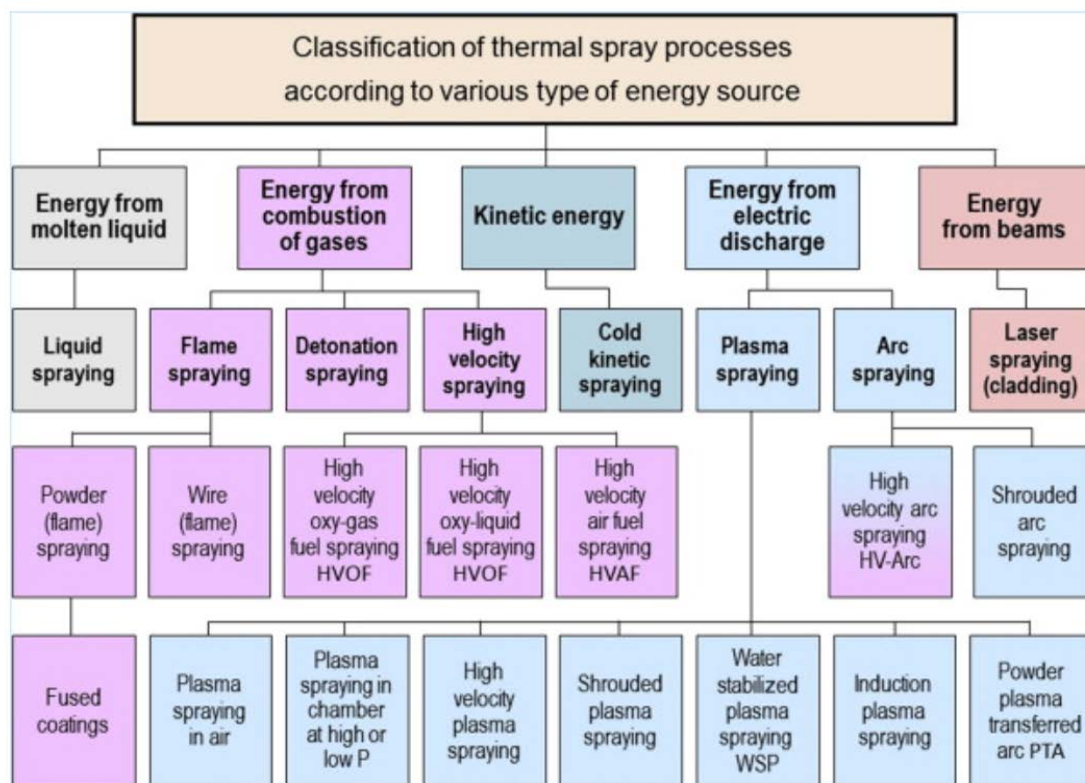 Classification of thermal spray processes
according to various type of energy source
Energy from
molten liquid
Energy from
combustion
of gases
Kinetic energy
Energy from
electric
discharge
Energy
from beams
Liquid
spraying
Flame
spraying
Detonation
spraying
High
velocity
spraying
Cold
kinetic
spraying
Plasma
spraying
Arc
spraying
Laser
spraying
(cladding)
Powder
(flame)
spraying
Wire
(flame)
spraying
High
velocity
oxy-gas
fuel spraying
HVOF
High
velocity
oxy-liquid
fuel spraying
HVOF
High
velocity
air fuel
spraying
HVAF
High
velocity arc
spraying
HV-Arc
Shrouded
arc
spraying
Fused
coatings
Plasma
spraying
in air
Plasma
spraying in
chamber
at high or
low P
High
velocity
plasma
spraying
Shrouded
plasma
spraying
Water
stabilized
plasma
spraying
WSP
Induction
plasma
spraying
Powder
plasma
transferred
arc PTA